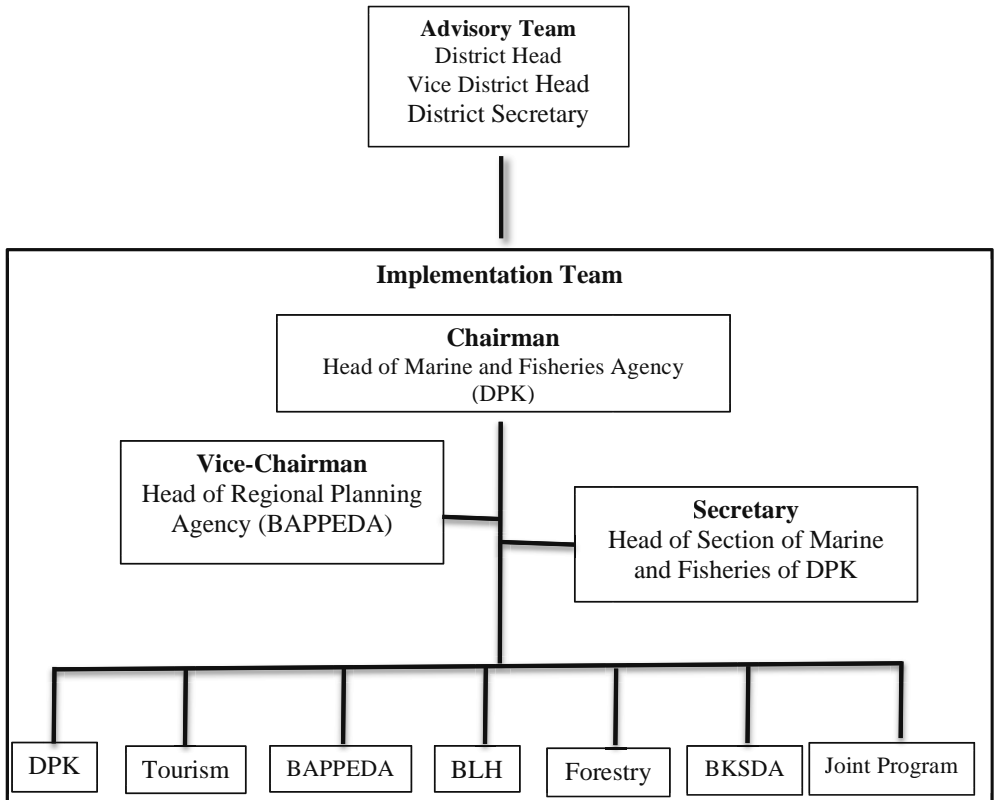 Advisory Team
District Head
Vice District Head
District Secretary
Implementation Team
Chairman
Head of Marine and Fisheries Agency
(DPK)
Vice-Chairman
Head of Regional Planning
Agency (BAPPEDA)
Secretary
Head of Section of Marine
and Fisheries of DPK
DPK
Tourism
BAPPEDA
BLH
Forestry
BKSDA
Joint Program